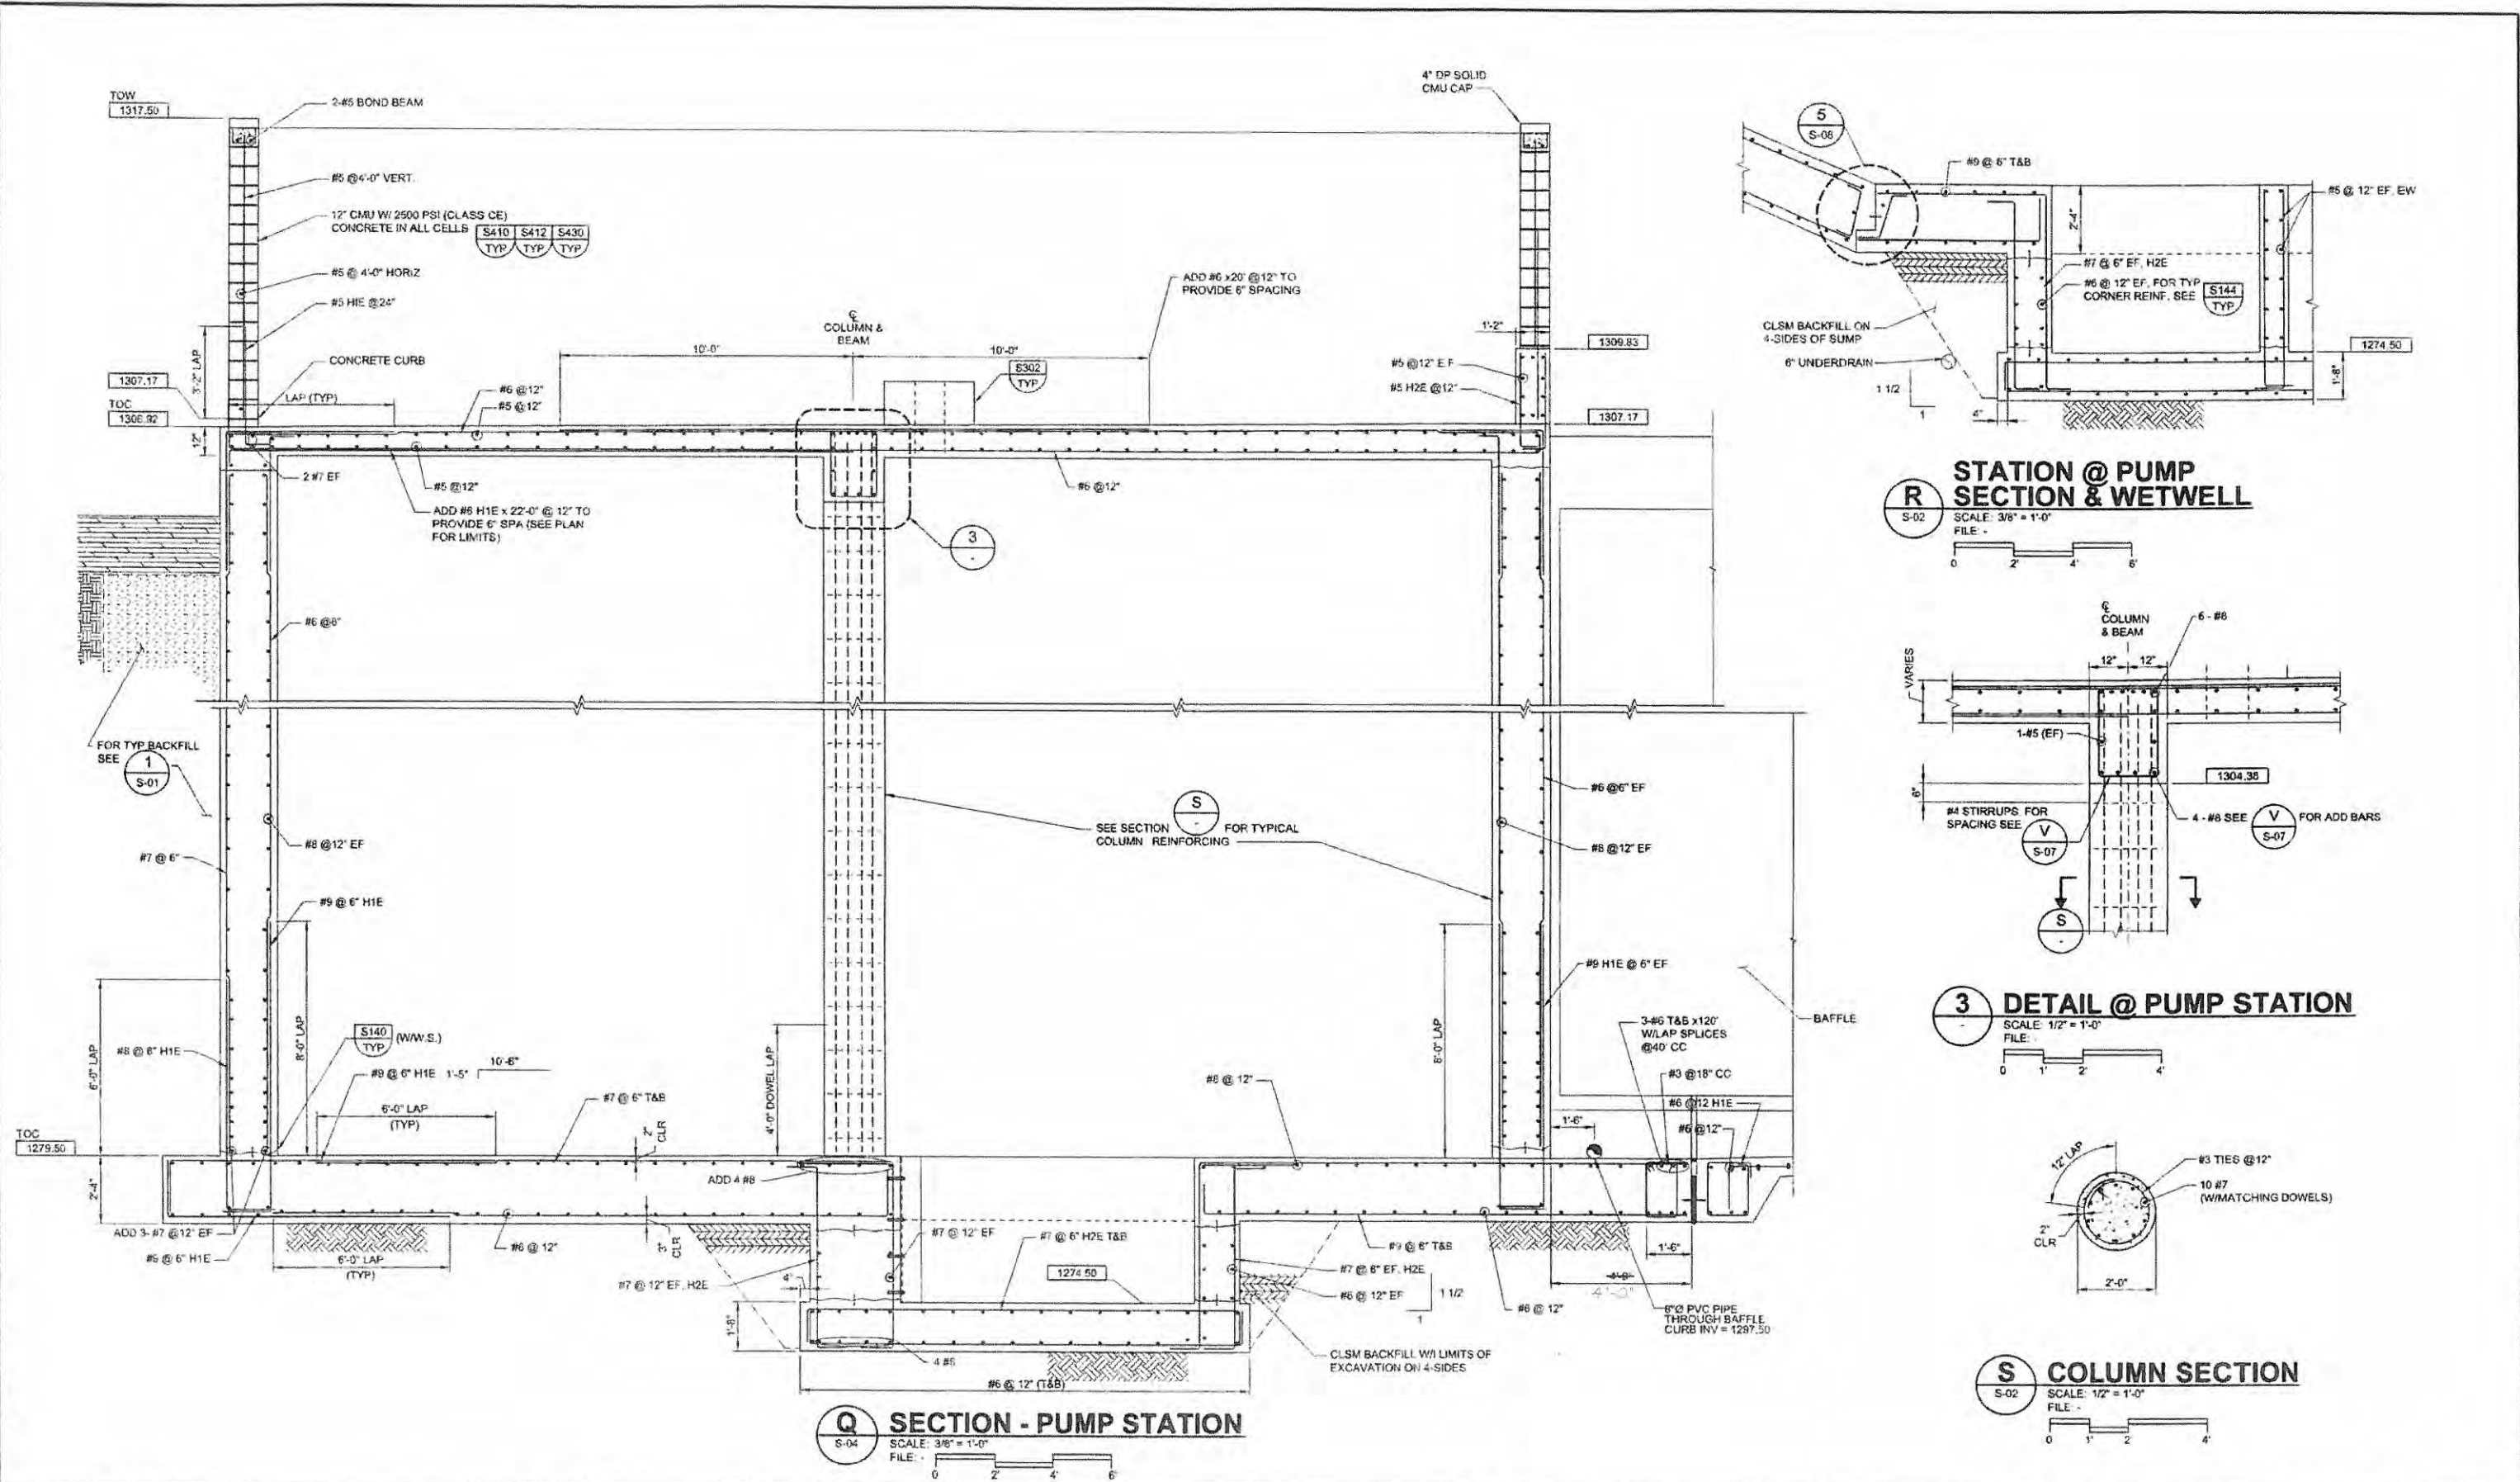 TOW
1317.50
2-#5 BOND BEAM
#5 @4'-0" VERT.
12" CMU W/ 2500 PSI (CLASS CE)
CONCRETE IN ALL CELLS
S410 S412 S430
TYP TYP TYP
#5 @ 4'-0" HORIZ
#5 HIE @24"
3'-2" LAP
CONCRETE CURB
1307.17
TOC
1306.92
LAP (TYP)
12"
#6 @12"
#5 @12"
2 #7 EF
#5 @12"
ADD #6 H1E x 22'-0" @ 12" TO
PROVIDE 6" SPA (SEE PLAN
FOR LIMITS)
10'-0"
COLUMN &
BEAM
10'-0"
S302
TYP
ADD #6 x20' @12" TO
PROVIDE 6" SPACING
#6 @12"
3
-
4" DP SOLID
CMU CAP
1'-2"
1309.83
#5 @12" E F
#5 H2E @12"
1307.17
#6 @6"
FOR TYP BACKFILL
SEE
1
S-01
#7 @ 6"
#8 @12" EF
#9 @ 6" H1E
6'-0" LAP
8'-0" LAP
#8 @ 6" H1E
S140
TYP
(W/W.S.)
#9 @ 6" H1E 1'-5"
10'-6"
6'-0" LAP
(TYP)
#7 @ 6" T&B
2"
CLR
4'-0" DOWEL LAP
TOC
1279.50
2'-4"
ADD 3- #7 @12" EF
#9 @ 6" H1E
6'-0" LAP
(TYP)
#6 @ 12"
3"
CLR
ADD 4 #8
#7 @ 12" EF, H2E
4"
1'-8"
#7 @ 12" EF
#7 @ 6" H2E T&B
1274.50
4 #8
#6 @ 12" (T&B)
SEE SECTION
S
-
FOR TYPICAL
COLUMN REINFORCING
#6 @6" EF
#8 @12" EF
#9 H1E @ 6" EF
8'-0" LAP
#8 @ 12"
BAFFLE
3-#6 T&B x120'
W/LAP SPLICES
@40' CC
#3 @18" CC
#6 @12 H1E
#6 @12"
1'-6"
#9 @ 6" T&B
#7 @ 6" EF, H2E
#6 @ 12" EF
1 1/2
1
#6 @ 12"
1'-6"
4'-8"
4'-0"
6"Ø PVC PIPE
THROUGH BAFFLE
CURB INV = 1297.50
CLSM BACKFILL W/I LIMITS OF
EXCAVATION ON 4-SIDES
Q
S-04
SECTION - PUMP STATION
SCALE: 3/8" = 1'-0"
FILE: -
0 2' 4' 6'
5
S-08
#9 @ 6" T&B
2'-4"
#5 @ 12" EF, EW
#7 @ 6" EF, H2E
#6 @ 12" EF, FOR TYP
CORNER REINF. SEE
S144
TYP
CLSM BACKFILL ON
4-SIDES OF SUMP
6" UNDERDRAIN
1 1/2
1
4"
1274.50
1'-8"
R
S-02
STATION @ PUMP
SECTION & WETWELL
SCALE: 3/8" = 1'-0"
FILE: -
0 2' 4' 6'
COLUMN
& BEAM
6 - #8
12" 12"
VARIES
1-#5 (EF)
1304.38
6"
#4 STIRRUPS FOR
SPACING SEE
V
S-07
4 - #8 SEE
V
S-07
FOR ADD BARS
S
-
3
-
DETAIL @ PUMP STATION
SCALE: 1/2" = 1'-0"
FILE: -
0 1' 2' 4'
12" LAP
#3 TIES @12"
10 #7
(W/MATCHING DOWELS)
2"
CLR
2'-0"
S
S-02
COLUMN SECTION
SCALE: 1/2" = 1'-0"
FILE: -
0 1' 2' 4'